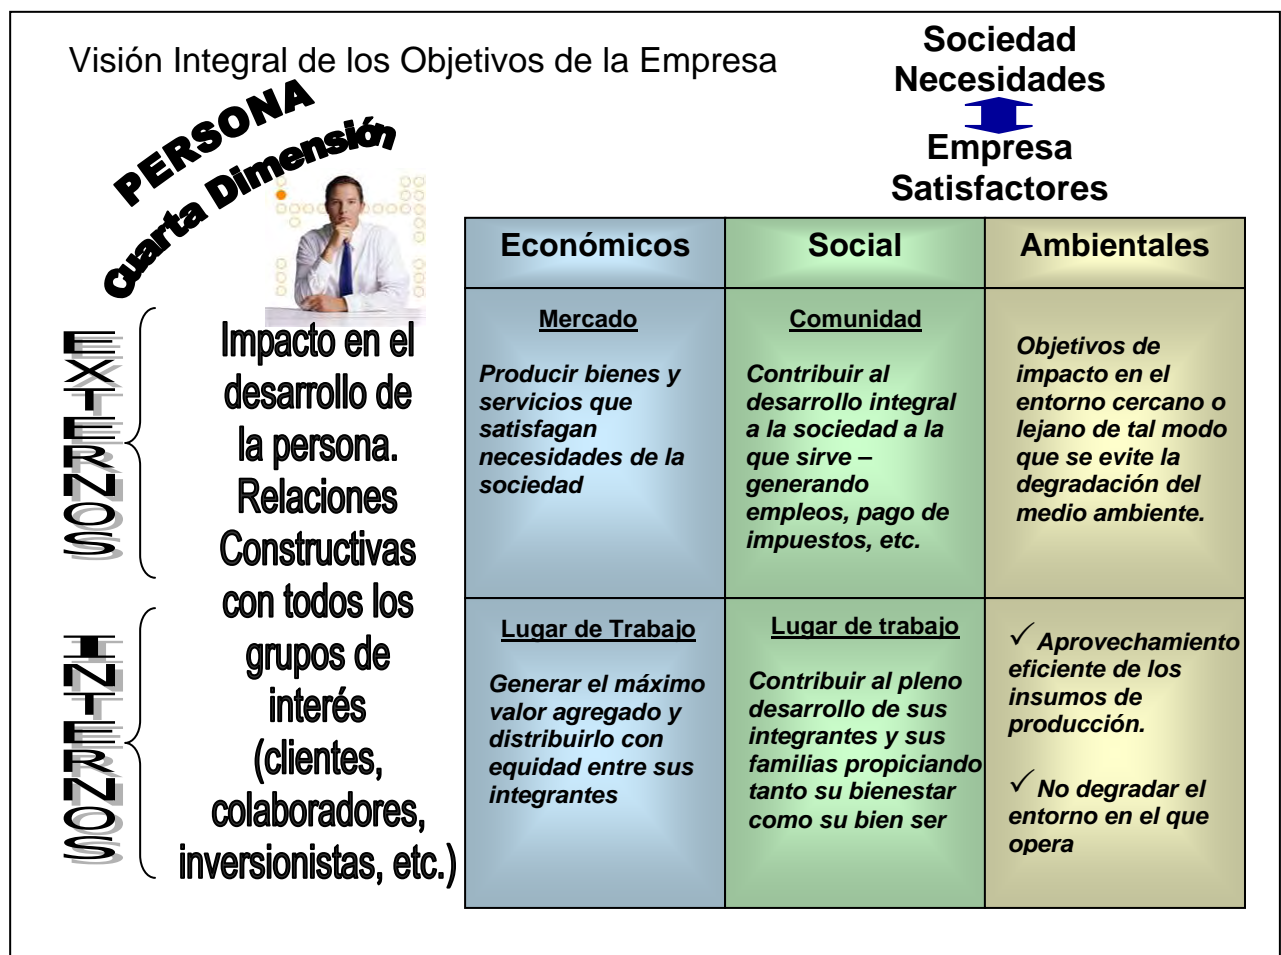 Visión Integral de los Objetivos de la Empresa
Sociedad
Necesidades
Empresa
Satisfactores
PERSONA
Cuarta Dimensión
EXTERNOS
INTERNOS
Impacto en el
desarrollo de
la persona.
Relaciones
Constructivas
con todos los
grupos de
interés
(clientes,
colaboradores,
inversionistas, etc.)
Económicos
Social
Ambientales
Mercado
Producir bienes y
servicios que
satisfagan
necesidades de la
sociedad
Comunidad
Contribuir al
desarrollo integral
a la sociedad a la
que sirve –
generando
empleos, pago de
impuestos, etc.
Objetivos de
impacto en el
entorno cercano o
lejano de tal modo
que se evite la
degradación del
medio ambiente.
Lugar de Trabajo
Generar el máximo
valor agregado y
distribuirlo con
equidad entre sus
integrantes
Lugar de trabajo
Contribuir al pleno
desarrollo de sus
integrantes y sus
familias propiciando
tanto su bienestar
como su bien ser
✓ Aprovechamiento
eficiente de los
insumos de
producción.
✓ No degradar el
entorno en el que
opera